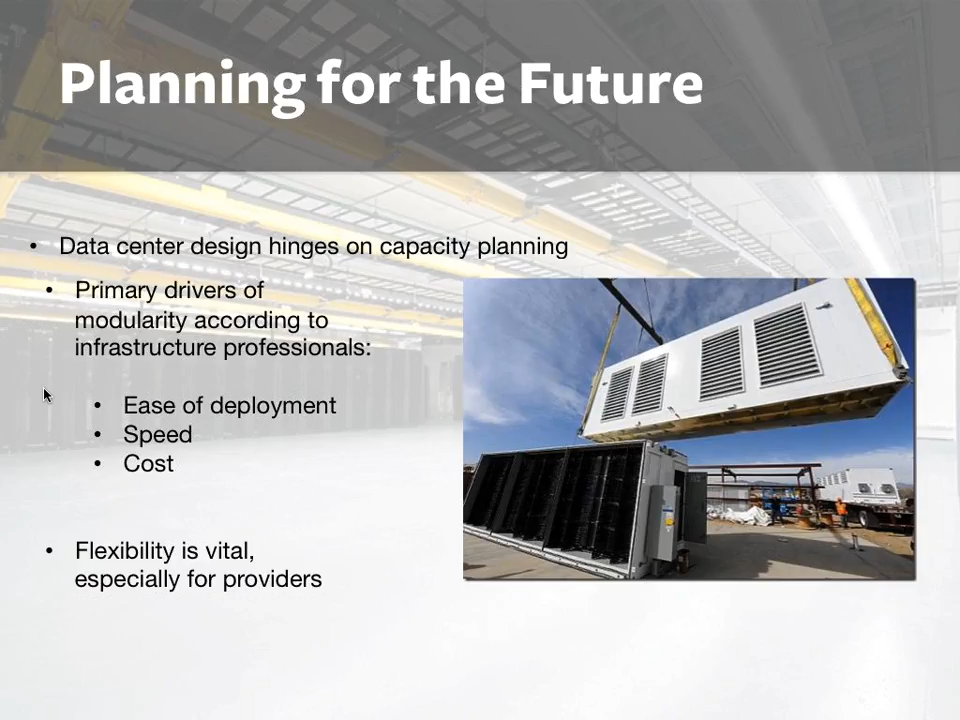 Planning for the Future
• Data center design hinges on capacity planning
• Primary drivers of
modularity according to
infrastructure professionals:
• Ease of deployment
• Speed
• Cost
• Flexibility is vital,
especially for providers